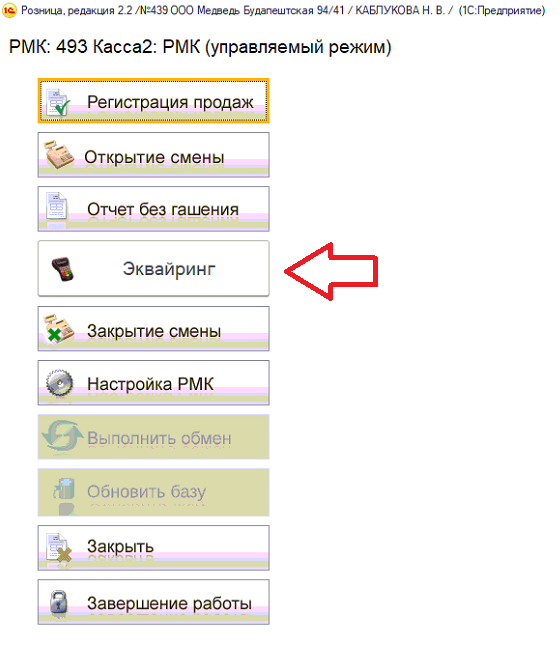 1С Розница, редакция 2.2 /№439 ООО Медведь Будапештская 94/41 / КАБЛУКОВА Н. В. / (1С:Предприятие)
РМК: 493 Касса2: РМК (управляемый режим)
Регистрация продаж
Открытие смены
Отчет без гашения
Эквайринг
Закрытие смены
Настройка РМК
Выполнить обмен
Обновить базу
Закрыть
Завершение работы